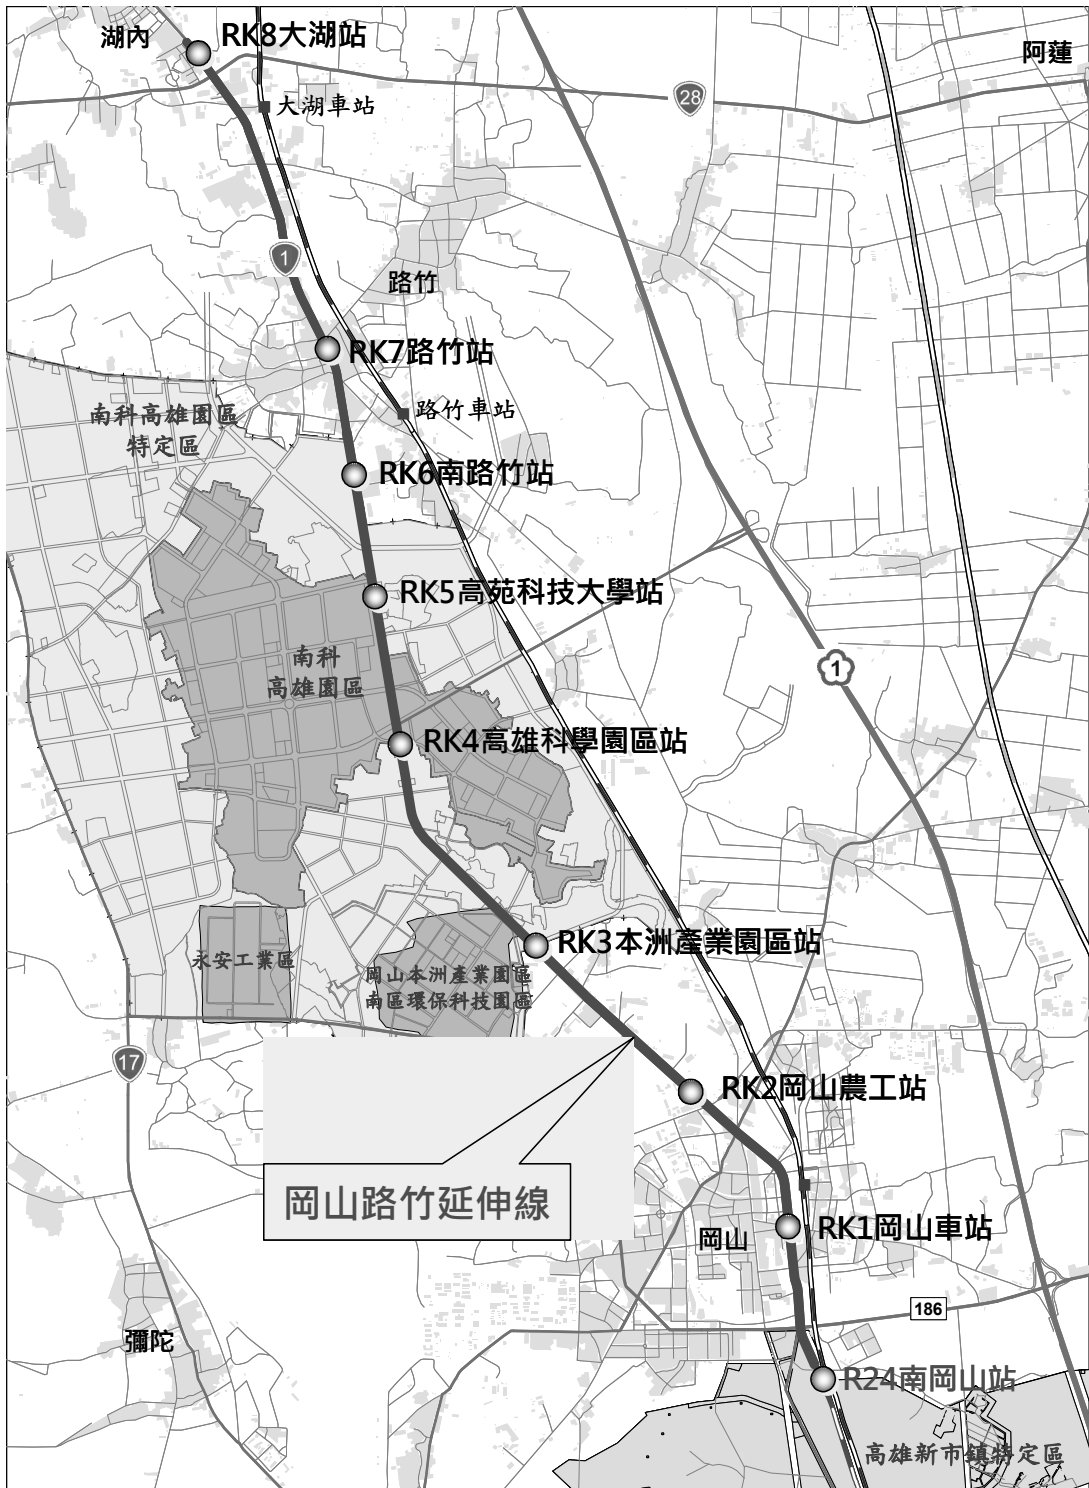 湖內
RK8大湖站
阿蓮
28
大湖車站
1
路竹
RK7路竹站
路竹車站
南科高雄園區
特定區
RK6南路竹站
RK5高苑科技大學站
南科
高雄園區
1
RK4高雄科學園區站
RK3本洲產業園區站
永安工業區
岡山本洲產業園區
南區環保科技園區
17
RK2岡山農工站
岡山路竹延伸線
岡山
RK1岡山車站
186
彌陀
R24南岡山站
高雄新市鎮特定區